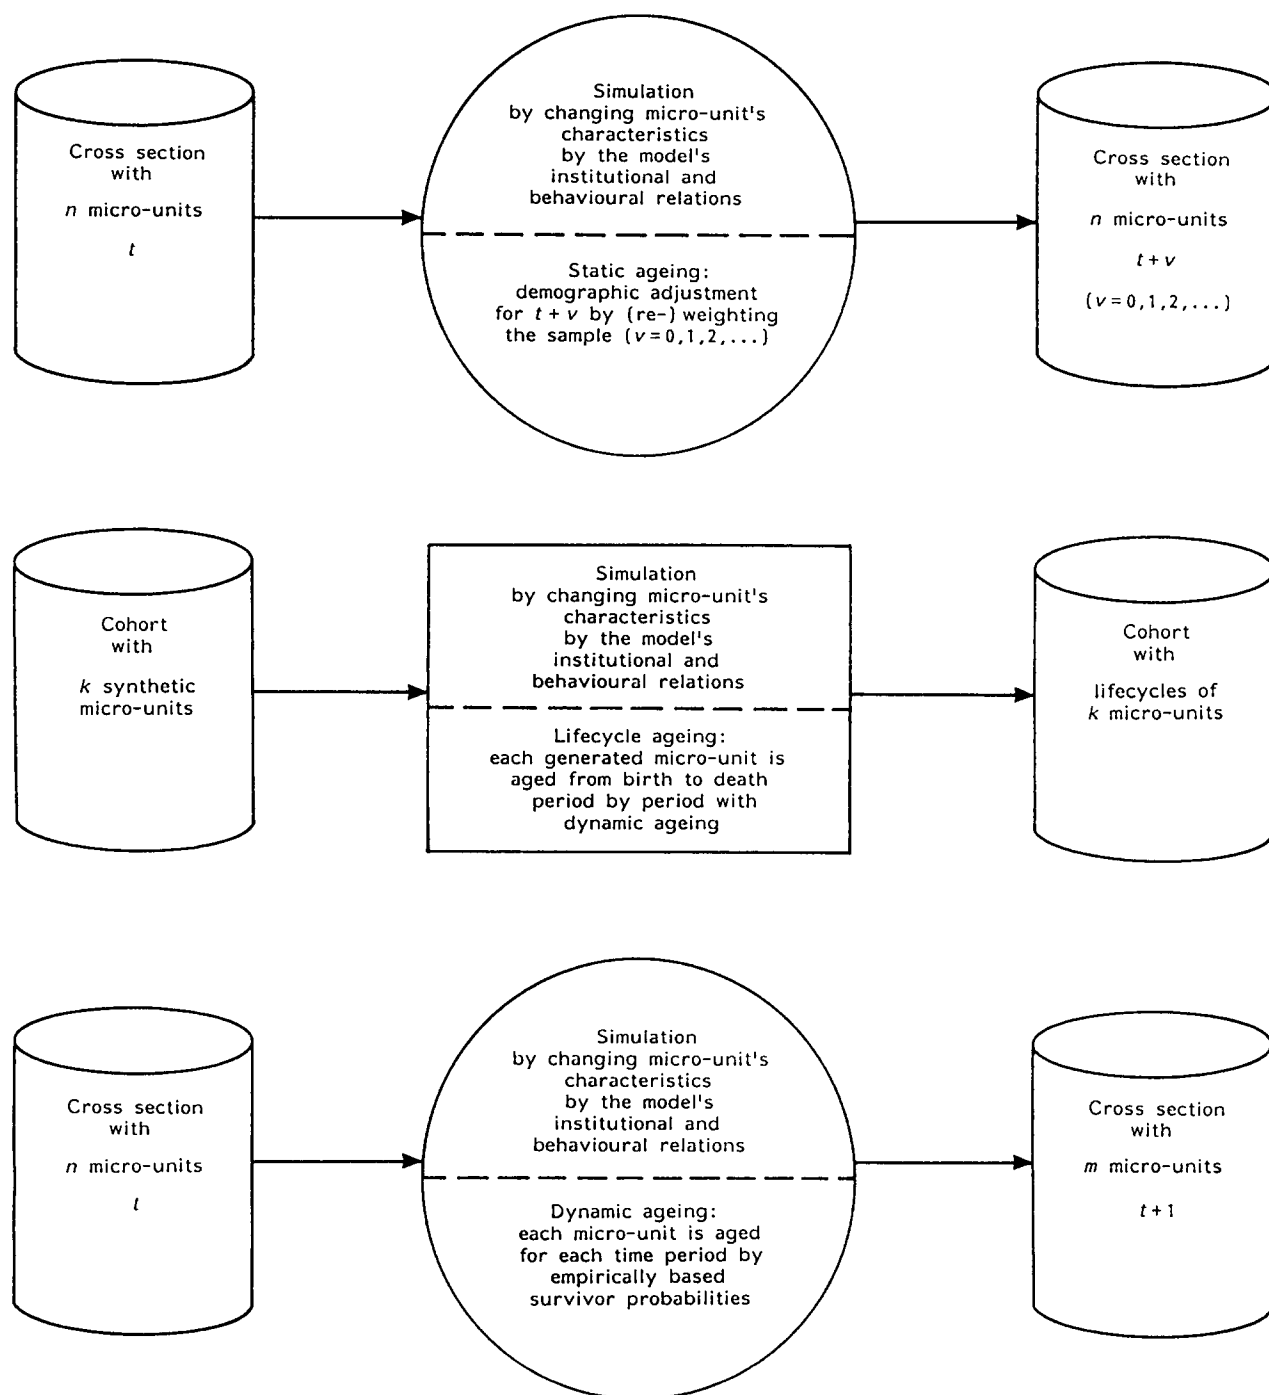 Cross section
with
n micro-units
t
Simulation
by changing micro-unit's
characteristics
by the model's
institutional and
behavioural relations
Static ageing:
demographic adjustment
for t + v by (re-) weighting
the sample (v = 0,1,2,...)
Cross section
with
n micro-units
t + v
(v = 0,1,2,...)
Cohort
with
k synthetic
micro-units
Simulation
by changing micro-unit's
characteristics
by the model's
institutional and
behavioural relations
Lifecycle ageing:
each generated micro-unit is
aged from birth to death
period by period with
dynamic ageing
Cohort
with
lifecycles of
k micro-units
Cross section
with
n micro-units
t
Simulation
by changing micro-unit's
characteristics
by the model's
institutional and
behavioural relations
Dynamic ageing:
each micro-unit is aged
for each time period by
empirically based
survivor probabilities
Cross section
with
m micro-units
t + 1